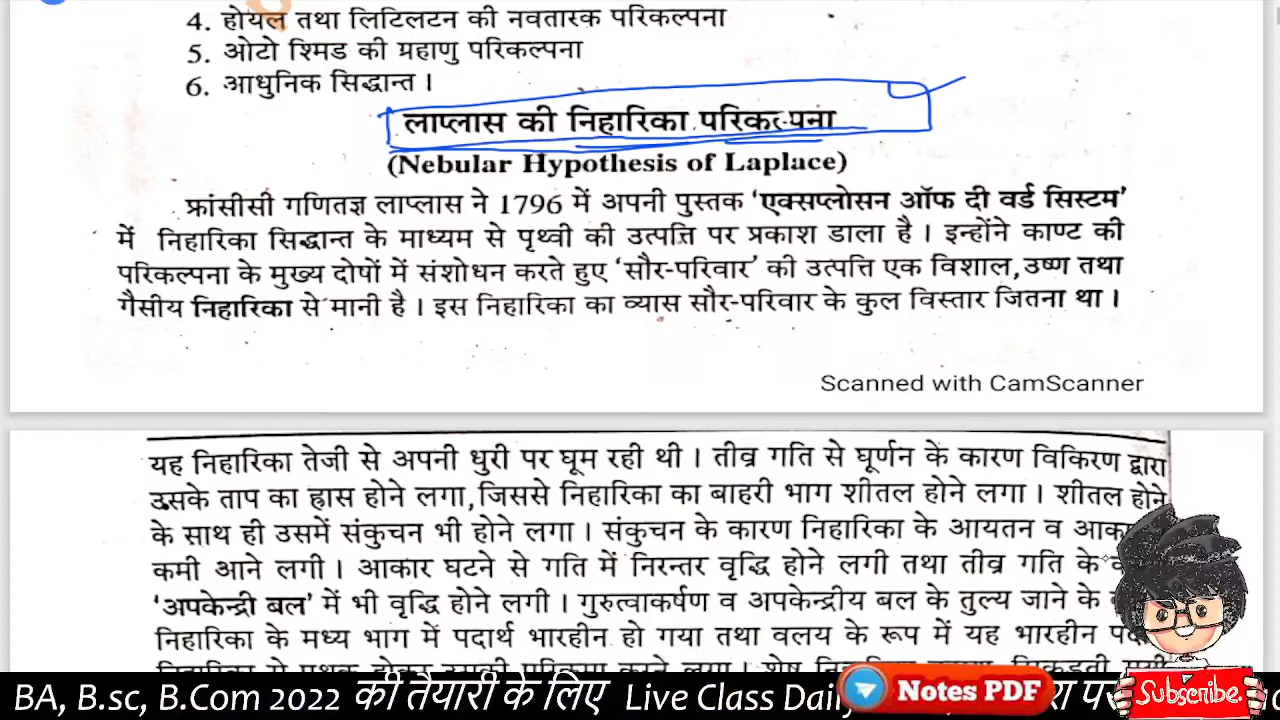 4. होयल तथा लिटिलटन की नवतारक परिकल्पना
5. ओटो श्मिड की ग्रहाणु परिकल्पना
6. आधुनिक सिद्धान्त ।
लाप्लास की निहारिका परिकल्पना
(Nebular Hypothesis of Laplace)
फ्रांसीसी गणितज्ञ लाप्लास ने 1796 में अपनी पुस्तक ‘एक्सप्लोसन ऑफ दी वर्ड सिस्टम’
में निहारिका सिद्धान्त के माध्यम से पृथ्वी की उत्पत्ति पर प्रकाश डाला है । इन्होंने काण्ट की
परिकल्पना के मुख्य दोषों में संशोधन करते हुए ‘सौर-परिवार’ की उत्पत्ति एक विशाल, उष्ण तथा
गैसीय निहारिका से मानी है । इस निहारिका का व्यास सौर-परिवार के कुल विस्तार जितना था ।
Scanned with CamScanner
यह निहारिका तेजी से अपनी धुरी पर घूम रही थी । तीव्र गति से घूर्णन के कारण विकिरण द्वारा
उसके ताप का ह्रास होने लगा, जिससे निहारिका का बाहरी भाग शीतल होने लगा । शीतल होने
के साथ ही उसमें संकुचन भी होने लगा । संकुचन के कारण निहारिका के आयतन व
कमी आने लगी । आकार घटने से गति में निरन्तर वृद्धि होने लगी तथा तीव्र गति के
‘अपकेन्द्री बल’ में भी वृद्धि होने लगी । गुरुत्वाकर्षण व अपकेन्द्रीय बल के तुल्य जाने के
निहारिका के मध्य भाग में पदार्थ भारहीन हो गया तथा वलय के रूप में यह भारहीन
BA, B.sc, B.Com 2022 की तैयारी के लिए Live Class Daily
Notes PDF
Subscribe